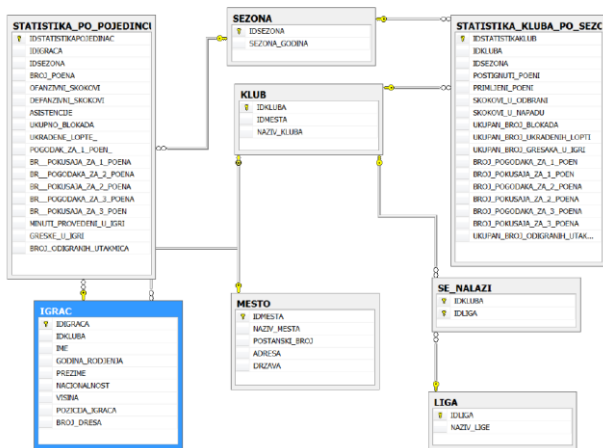 STATISTIKA_PO_POJEDINCU
IDSTATISTIKAPOJEDINAC
IDIGRACA
IDSEZONA
BROJ_POENA
OFANZIVNI_SKOKOVI
DEFANZIVNI_SKOKOVI
ASISTENCIJE
UKUPNO_BLOKADA
UKRADENE_LOPTE_
POGODAK_ZA_1_POEN_
BR__POKUSAJA_ZA_1_POENA
BR__POGODAKA_ZA_2_POENA
BR__POKUSAJA_ZA_2_POENA
BR__POGODAKA_ZA_3_POENA
BR__POKUSAJA_ZA_3_POEN
MINUTI_PROVEDENI_U_IGRI
GRESKE_U_IGRI
BROJ_ODIGRANIH_UTAKMICA
SEZONA
IDSEZONA
SEZONA_GODINA
STATISTIKA_KLUBA_PO_SEZO
IDSTATISTIKAKLUB
IDKLUBA
IDSEZONA
POSTIGNUTI_POENI
PRIMLJENI_POENI
SKOKOVI_U_ODBRANI
SKOKOVI_U_NAPADU
UKUPAN_BROJ_BLOKADA
UKUPAN_BROJ_UKRADENIH_LOPTI
UKUPAN_BROJ_GRESAKA_U_IGRI
BROJ_POGODAKA_ZA_1_POEN
BROJ_POKUSAJA_ZA_1_POEN
BROJ_POGODAKA_ZA_2_POENA
BROJ_POKUSAJA_ZA_2_POENA
BROJ_POGODAKA_ZA_3_POENA
BROJ_POKUSAJA_ZA_3_POENA
UKUPAN_BROJ_ODIGRANIH_UTAK...
KLUB
IDKLUBA
IDMESTA
NAZIV_KLUBA
IGRAC
IDIGRACA
IDKLUBA
IME
GODINA_RODJENJA
PREZIME
NACIONALNOST
VISINA
POZICIJA_IGRACA
BROJ_DRESA
MESTO
IDMESTA
NAZIV_MESTA
POSTANSKI_BROJ
ADRESA
DRZAVA
SE_NALAZI
IDKLUBA
IDLIGA
LIGA
IDLIGA
NAZIV_LIGE